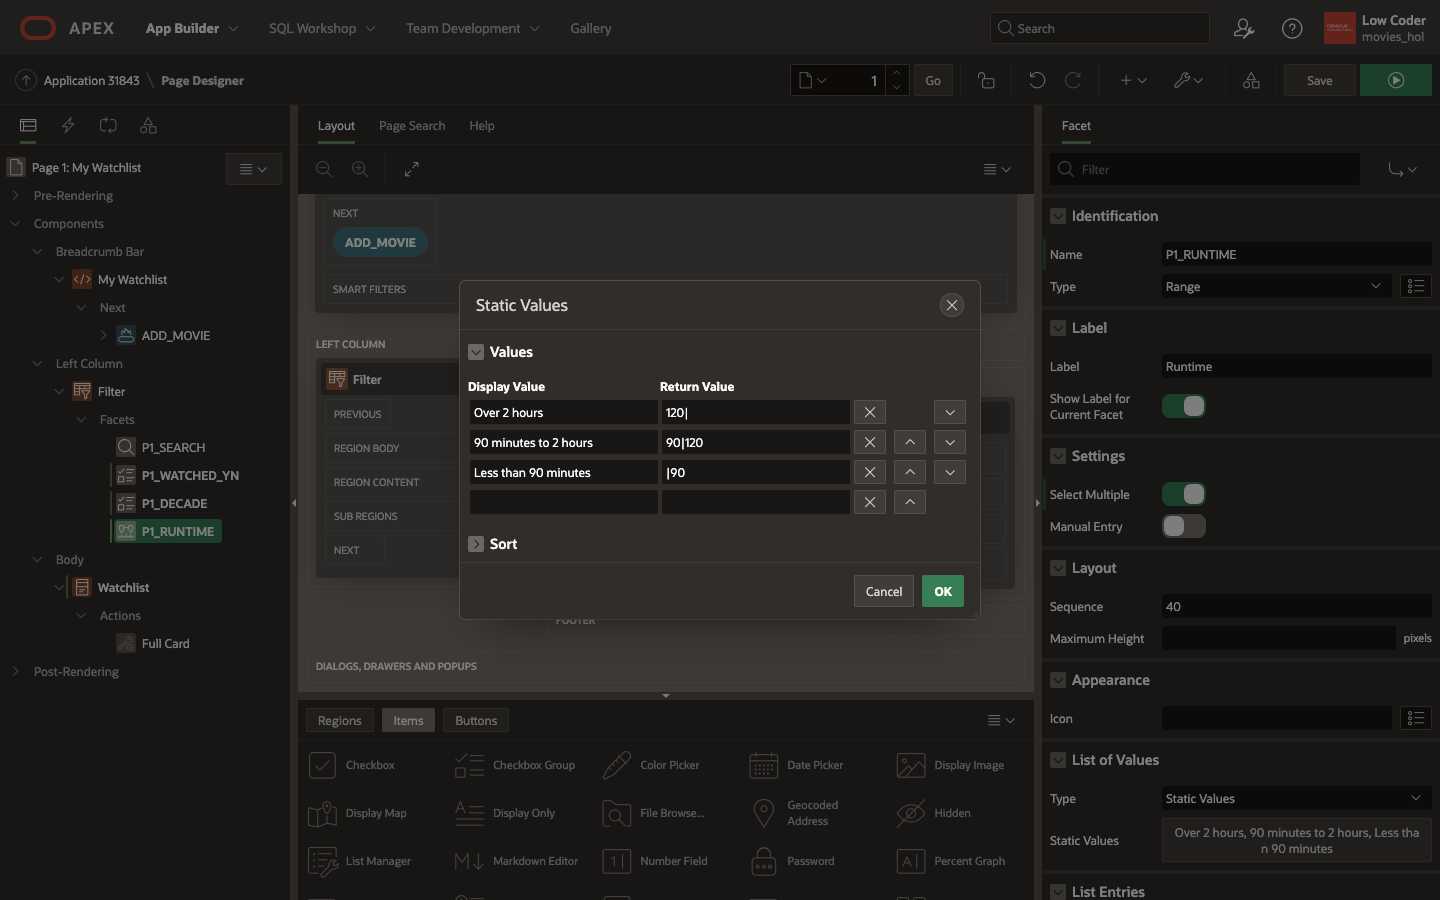 APEX
App Builder
SQL Workshop
Team Development
Gallery
Search
Low Coder
movies_hol
Application 31843 \ Page Designer
1
Go
Save
Page 1: My Watchlist
Pre-Rendering
Components
Breadcrumb Bar
My Watchlist
Next
ADD_MOVIE
Left Column
Filter
Facets
P1_SEARCH
P1_WATCHED_YN
P1_DECADE
P1_RUNTIME
Body
Watchlist
Actions
Full Card
Post-Rendering
Layout
Page Search
Help
NEXT
ADD_MOVIE
SMART FILTERS
LEFT COLUMN
Filter
PREVIOUS
REGION BODY
REGION CONTENT
SUB REGIONS
NEXT
FOOTER
DIALOGS, DRAWERS AND POPUPS
Static Values
Values
Display Value Return Value
Over 2 hours 120|
90 minutes to 2 hours 90|120
Less than 90 minutes |90
Sort
Cancel
OK
Regions
Items
Buttons
Checkbox
Checkbox Group
Color Picker
Date Picker
Display Image
Display Map
Display Only
File Browse...
Geocoded
Address
Hidden
List Manager
Markdown Editor
Number Field
Password
Percent Graph
Facet
Filter
Identification
Name P1_RUNTIME
Type Range
Label
Label Runtime
Show Label for
Current Facet
Settings
Select Multiple
Manual Entry
Layout
Sequence 40
Maximum Height pixels
Appearance
Icon
List of Values
Type Static Values
Static Values
Over 2 hours, 90 minutes to 2 hours, Less tha
n 90 minutes
List Entries